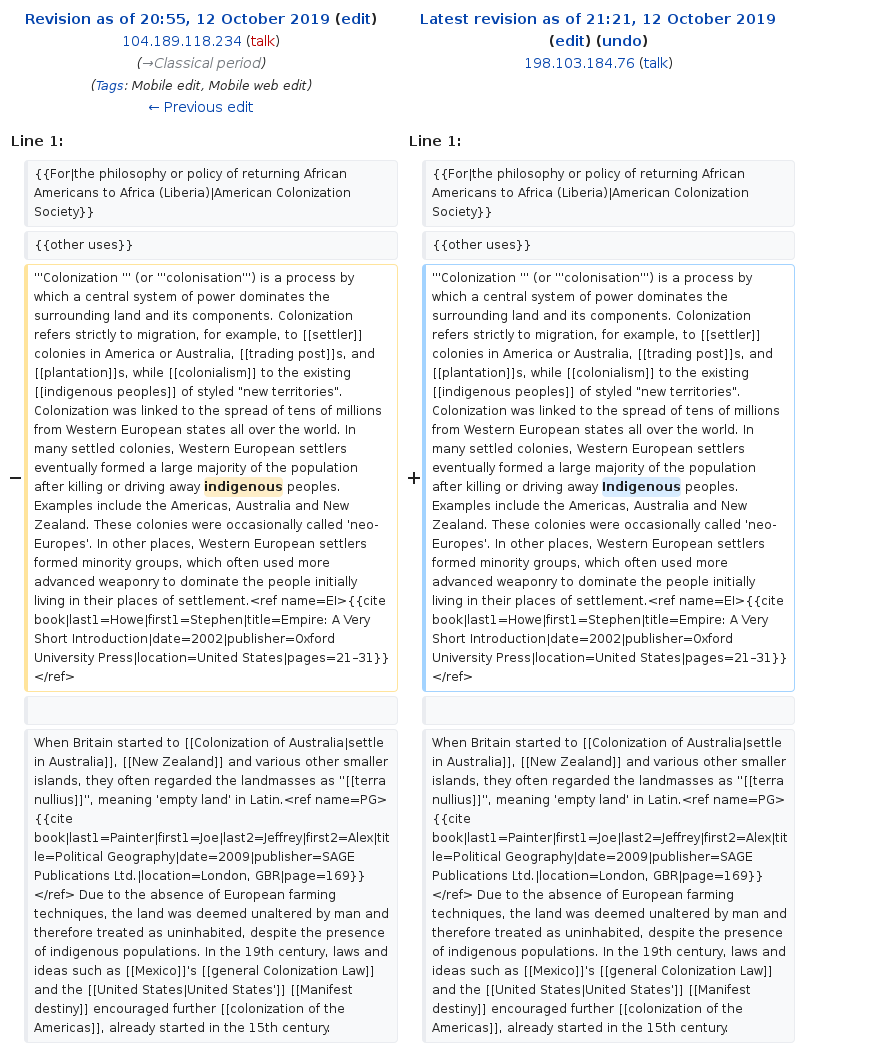 Revision as of 20:55, 12 October 2019 (edit)
104.189.118.234 (talk)
(→Classical period)
(Tags: Mobile edit, Mobile web edit)
← Previous edit
Latest revision as of 21:21, 12 October 2019
(edit) (undo)
198.103.184.76 (talk)
Line 1:
{{For|the philosophy or policy of returning African
Americans to Africa (Liberia)|American Colonization
Society}}
{{other uses}}
− '''Colonization ''' (or '''colonisation''') is a process by
which a central system of power dominates the
surrounding land and its components. Colonization
refers strictly to migration, for example, to [[settler]]
colonies in America or Australia, [[trading post]]s, and
[[plantation]]s, while [[colonialism]] to the existing
[[indigenous peoples]] of styled "new territories".
Colonization was linked to the spread of tens of millions
from Western European states all over the world. In
many settled colonies, Western European settlers
eventually formed a large majority of the population
after killing or driving away indigenous peoples.
Examples include the Americas, Australia and New
Zealand. These colonies were occasionally called 'neo-
Europes'. In other places, Western European settlers
formed minority groups, which often used more
advanced weaponry to dominate the people initially
living in their places of settlement.<ref name=EI>{{cite
book|last1=Howe|first1=Stephen|title=Empire: A Very
Short Introduction|date=2002|publisher=Oxford
University Press|location=United States|pages=21–31}}
</ref>
When Britain started to [[Colonization of Australia|settle
in Australia]], [[New Zealand]] and various other smaller
islands, they often regarded the landmasses as ''[[terra
nullius]]'', meaning 'empty land' in Latin.<ref name=PG>
{{cite
book|last1=Painter|first1=Joe|last2=Jeffrey|first2=Alex|tit
le=Political Geography|date=2009|publisher=SAGE
Publications Ltd.|location=London, GBR|page=169}}
</ref> Due to the absence of European farming
techniques, the land was deemed unaltered by man and
therefore treated as uninhabited, despite the presence
of indigenous populations. In the 19th century, laws and
ideas such as [[Mexico]]'s [[general Colonization Law]]
and the [[United States|United States']] [[Manifest
destiny]] encouraged further [[colonization of the
Americas]], already started in the 15th century.
Line 1:
{{For|the philosophy or policy of returning African
Americans to Africa (Liberia)|American Colonization
Society}}
{{other uses}}
+ '''Colonization ''' (or '''colonisation''') is a process by
which a central system of power dominates the
surrounding land and its components. Colonization
refers strictly to migration, for example, to [[settler]]
colonies in America or Australia, [[trading post]]s, and
[[plantation]]s, while [[colonialism]] to the existing
[[indigenous peoples]] of styled "new territories".
Colonization was linked to the spread of tens of millions
from Western European states all over the world. In
many settled colonies, Western European settlers
eventually formed a large majority of the population
after killing or driving away Indigenous peoples.
Examples include the Americas, Australia and New
Zealand. These colonies were occasionally called 'neo-
Europes'. In other places, Western European settlers
formed minority groups, which often used more
advanced weaponry to dominate the people initially
living in their places of settlement.<ref name=EI>{{cite
book|last1=Howe|first1=Stephen|title=Empire: A Very
Short Introduction|date=2002|publisher=Oxford
University Press|location=United States|pages=21–31}}
</ref>
When Britain started to [[Colonization of Australia|settle
in Australia]], [[New Zealand]] and various other smaller
islands, they often regarded the landmasses as ''[[terra
nullius]]'', meaning 'empty land' in Latin.<ref name=PG>
{{cite
book|last1=Painter|first1=Joe|last2=Jeffrey|first2=Alex|tit
le=Political Geography|date=2009|publisher=SAGE
Publications Ltd.|location=London, GBR|page=169}}
</ref> Due to the absence of European farming
techniques, the land was deemed unaltered by man and
therefore treated as uninhabited, despite the presence
of indigenous populations. In the 19th century, laws and
ideas such as [[Mexico]]'s [[general Colonization Law]]
and the [[United States|United States']] [[Manifest
destiny]] encouraged further [[colonization of the
Americas]], already started in the 15th century.